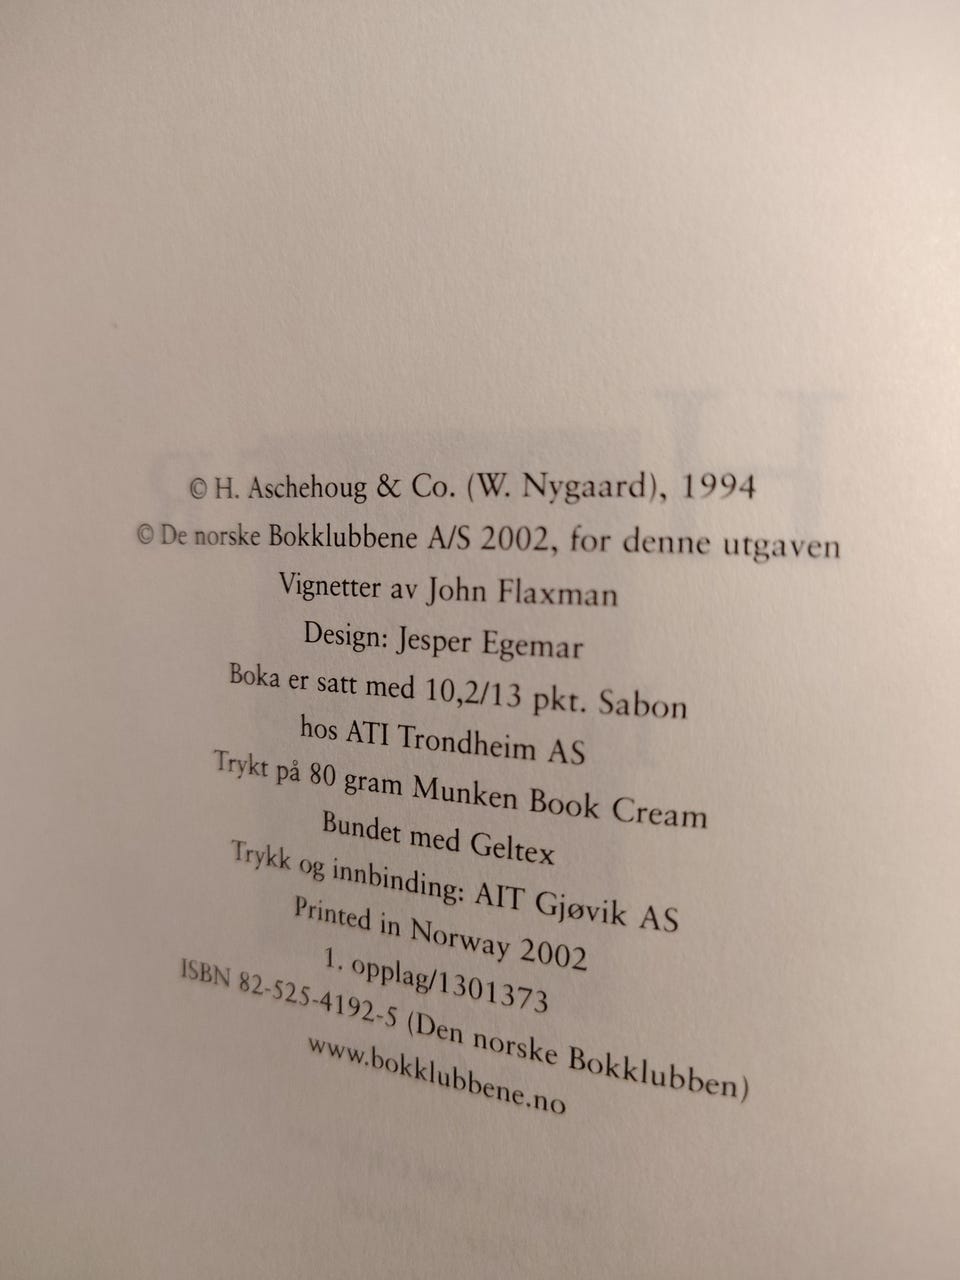 © H. Aschehoug & Co. (W. Nygaard), 1994
© De norske Bokklubbene A/S 2002, for denne utgaven
Vignetter av John Flaxman
Design: Jesper Egemar
Boka er satt med 10,2/13 pkt. Sabon
hos ATI Trondheim AS
Trykt på 80 gram Munken Book Cream
Bundet med Geltex
Trykk og innbinding: AIT Gjøvik AS
Printed in Norway 2002
1. opplag/1301373
ISBN 82-525-4192-5 (Den norske Bokklubben)
www.bokklubbene.no